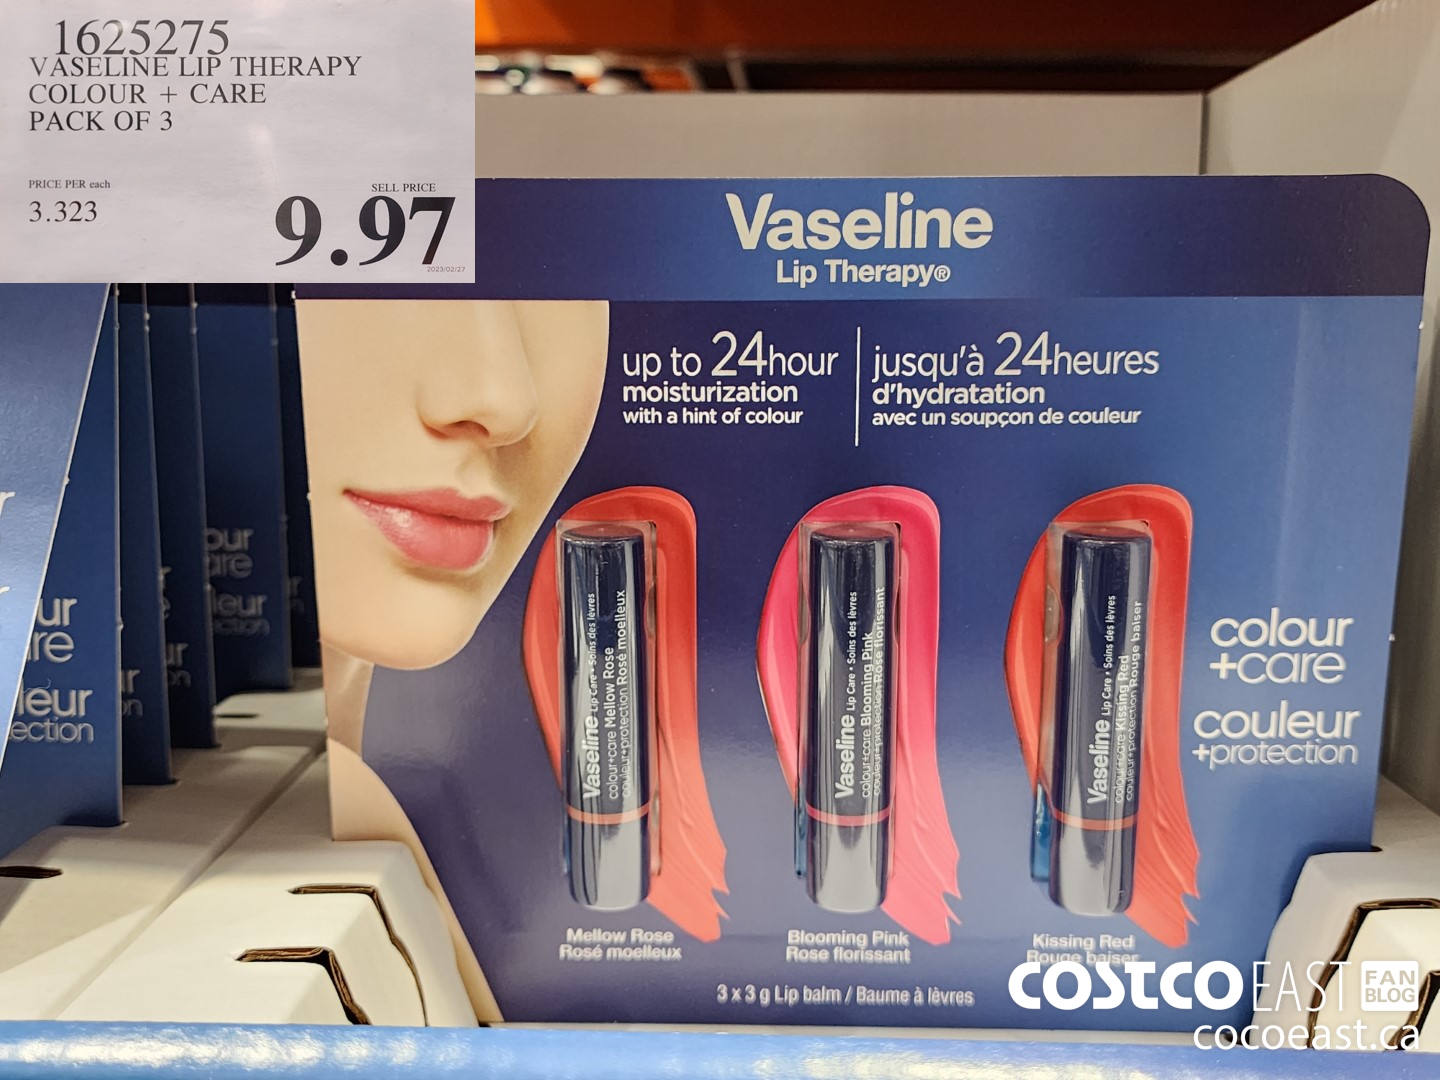 1625275
VASELINE LIP THERAPY
COLOUR + CARE
PACK OF 3
PRICE PER each
3.323
SELL PRICE
9.97
2023/02/27
Vaseline
Lip Therapy®
up to 24hour
moisturization
with a hint of colour
jusqu'à 24heures
d'hydratation
avec un soupçon de couleur
Vaseline Lip Care • Soins des lèvres
colour+care Mellow Rose
couleur+protection Rosé moelleux
Vaseline Lip Care • Soins des lèvres
colour+care Blooming Pink
couleur+protection Rose florissant
Vaseline Lip Care • Soins des lèvres
colour+care Kissing Red
couleur+protection Rouge baiser
colour
+care
couleur
+protection
Mellow Rose
Rosé moelleux
Blooming Pink
Rose florissant
Kissing Red
Rouge baiser
3 x 3 g Lip balm / Baume à lèvres
COSTCO EAST FAN BLOG
cocoeast.ca